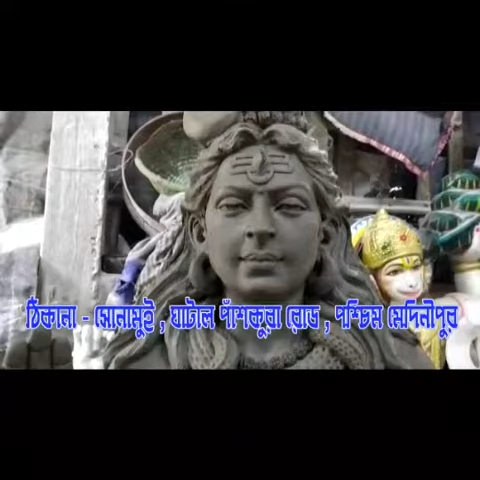 ঠিকানা - সোনামুই , ঘাটাল পাঁশকুরা রোড , পশ্চিম মেদিনীপুর